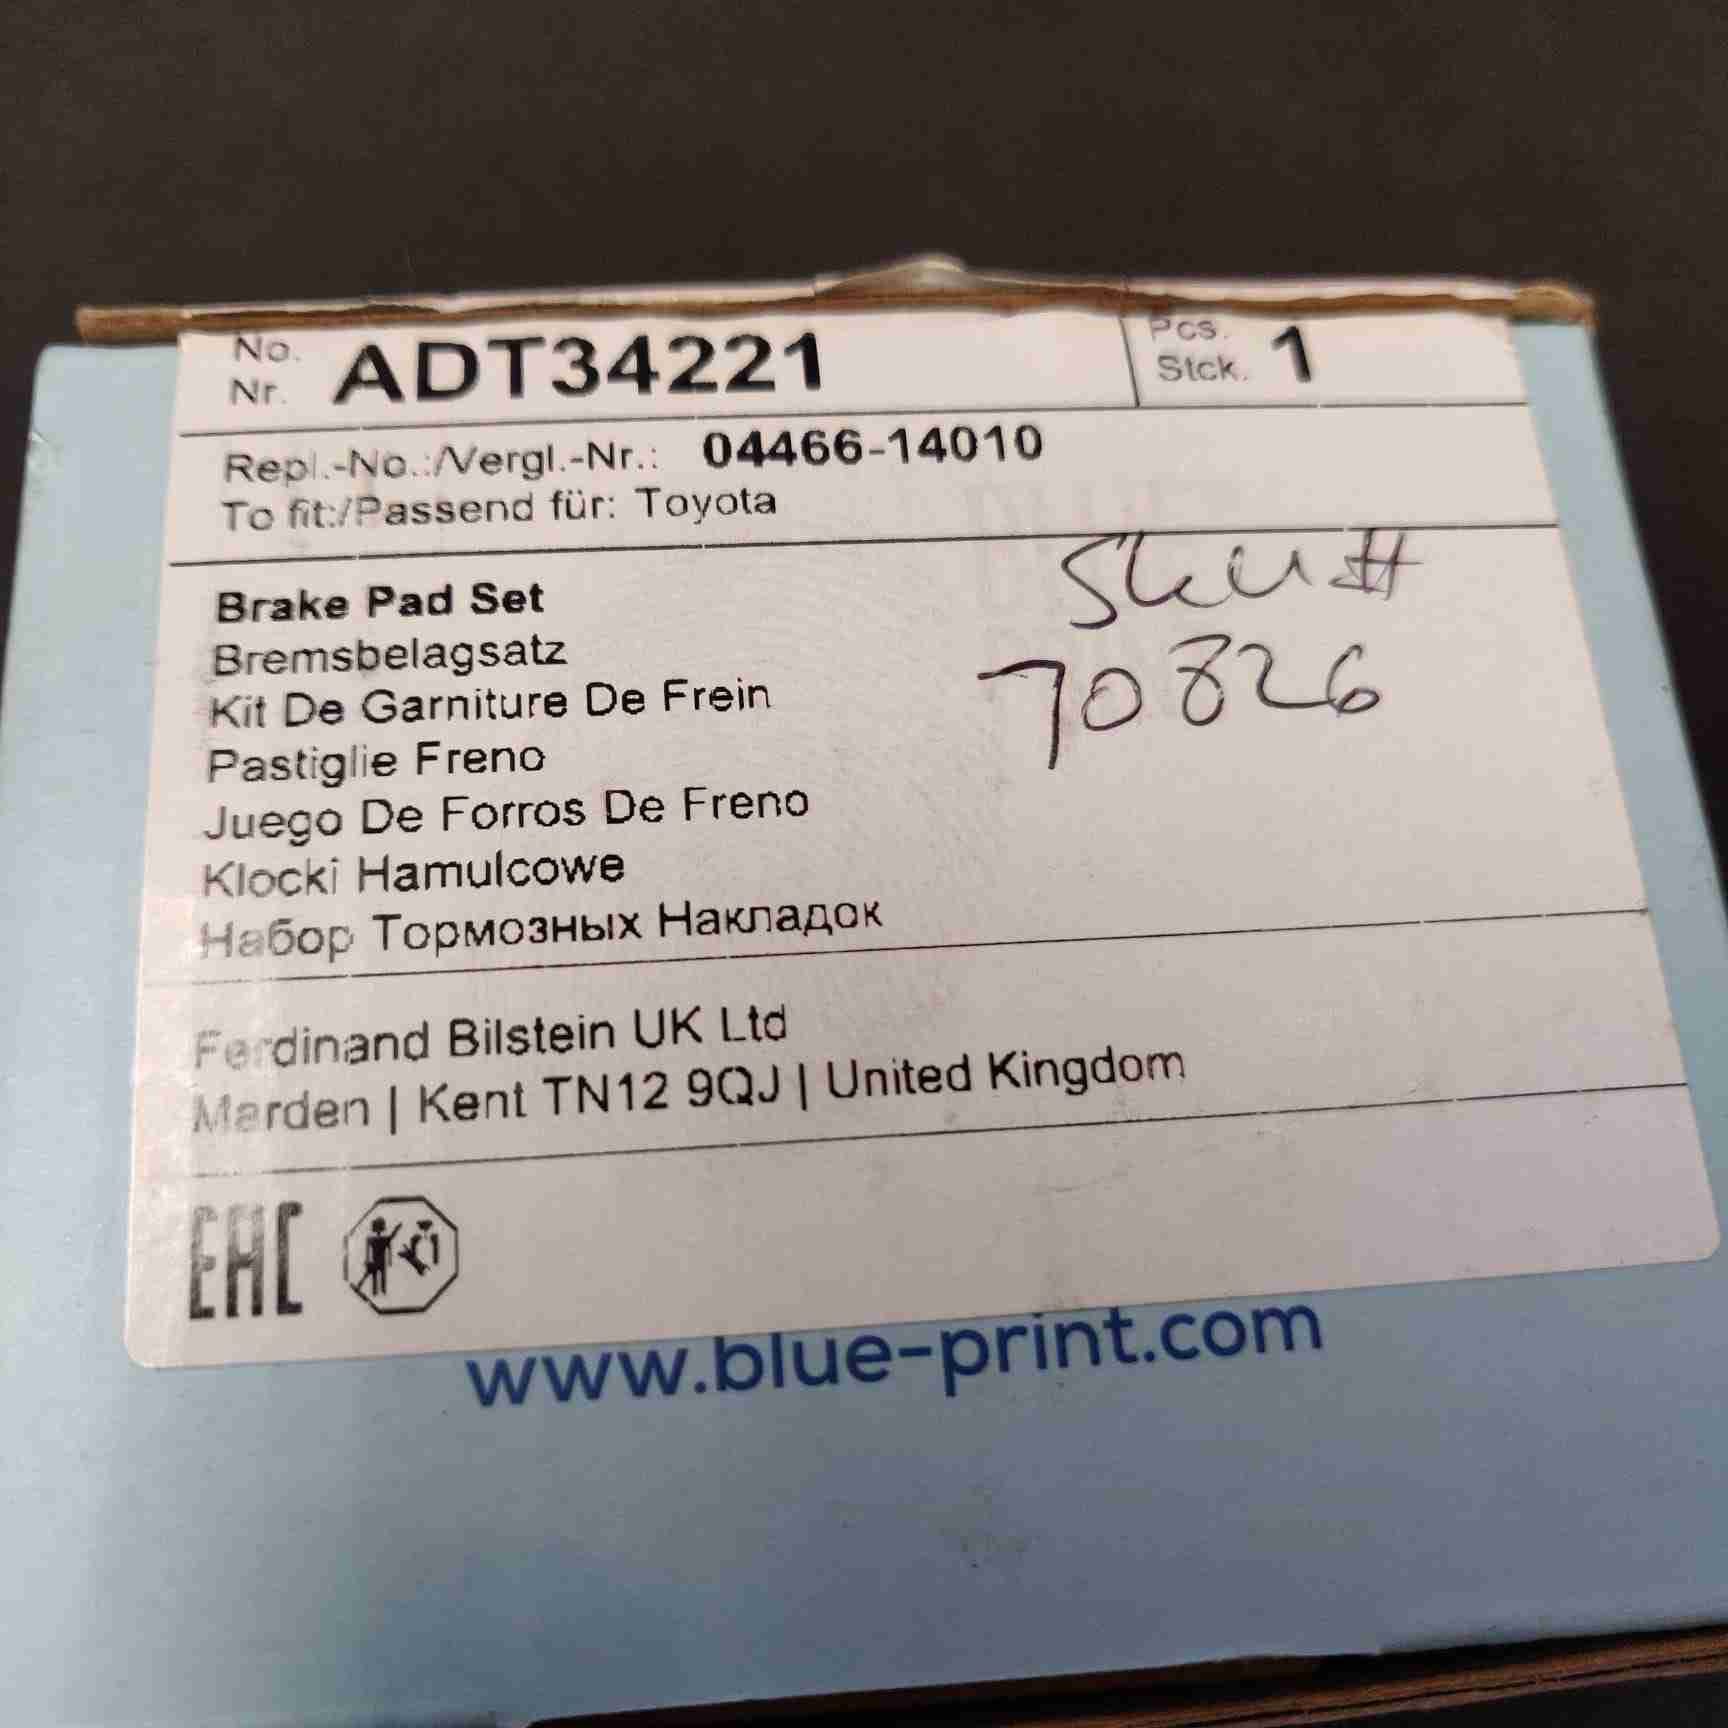 No.
Nr. ADT34221
Pcs.
Stck. 1
Repl.-No.:/Vergl.-Nr.: 04466-14010
To fit:/Passend für: Toyota
Sku #
70826
Brake Pad Set
Bremsbelagsatz
Kit De Garniture De Frein
Pastiglie Freno
Juego De Forros De Freno
Klocki Hamulcowe
Набор Тормозных Накладок
Ferdinand Bilstein UK Ltd
Marden | Kent TN12 9QJ | United Kingdom
EAC
www.blue-print.com